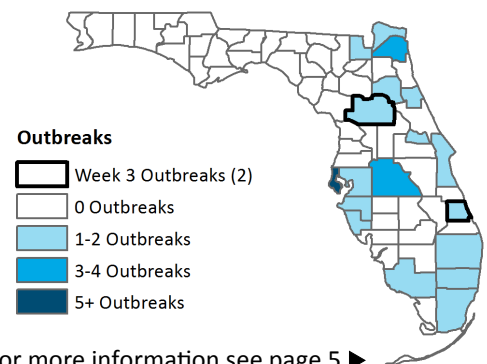 Outbreaks
Week 3 Outbreaks (2)
0 Outbreaks
1-2 Outbreaks
3-4 Outbreaks
5+ Outbreaks
or more information see page 5 ▶